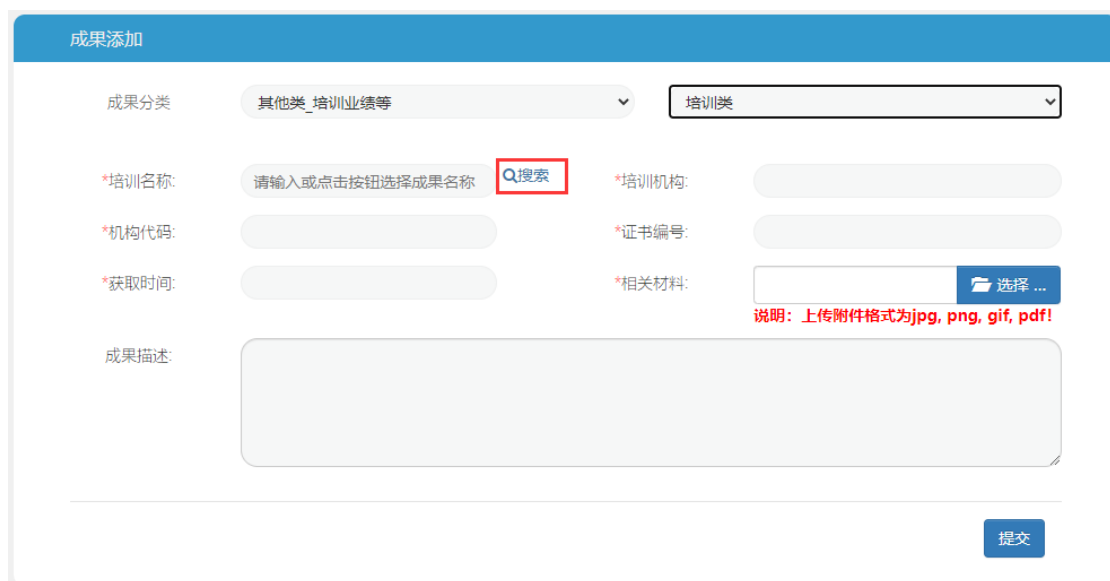 成果添加
成果分类 其他类_培训业绩等 培训类
*培训名称: 请输入或点击按钮选择成果名称 搜索 *培训机构:
*机构代码: *证书编号:
*获取时间: *相关材料: 选择 ...
说明：上传附件格式为jpg, png, gif, pdf!
成果描述:
提交